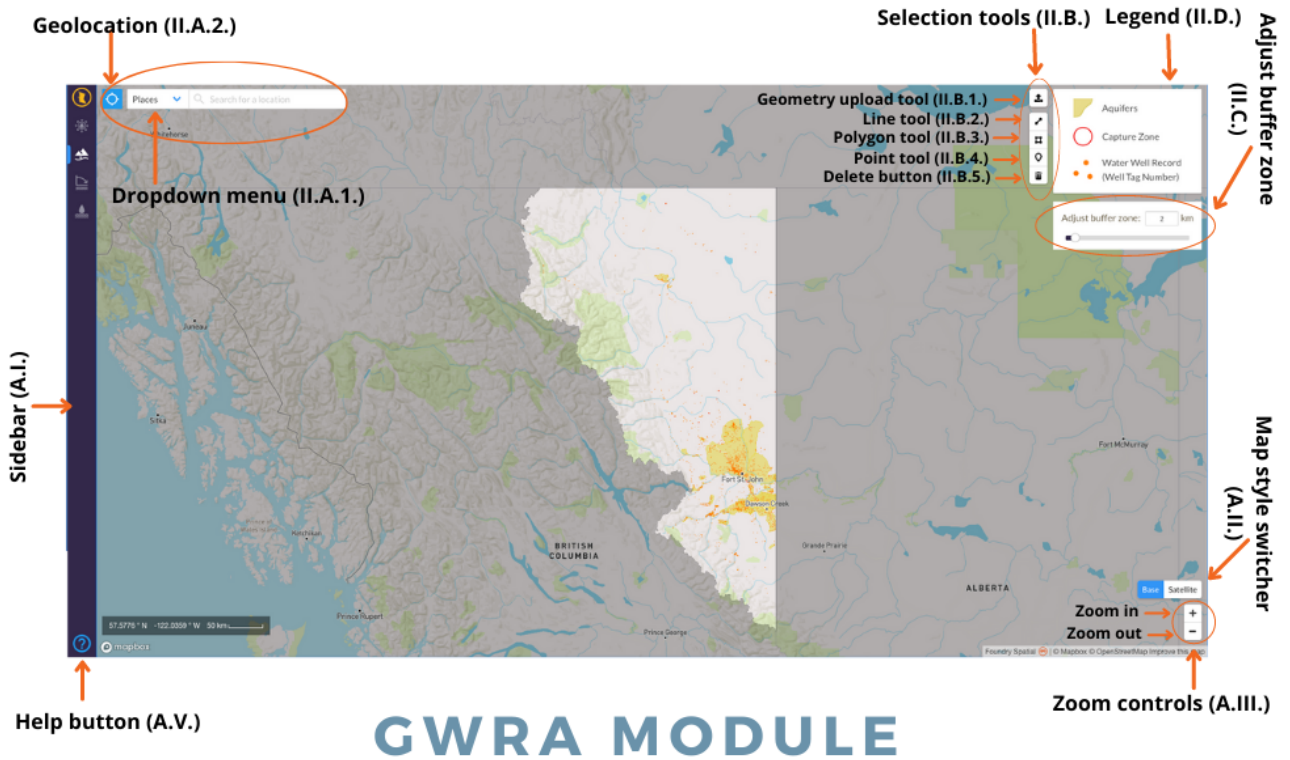 Geolocation (II.A.2.)
Selection tools (II.B.)
Legend (II.D.)
Adjust buffer zone
(II.C.)
Places
Search for a location
Whitehorse
Dropdown menu (II.A.1.)
Geometry upload tool (II.B.1.)
Line tool (II.B.2.)
Polygon tool (II.B.3.)
Point tool (II.B.4.)
Delete button (II.B.5.)
Aquifers
Capture Zone
Water Well Record
(Well Tag Number)
Adjust buffer zone: 2 km
Juneau
Sitka
Sidebar (A.I.)
Fort McMurray
Fort St. John
Dawson Creek
Map style switcher
(A.II.)
Ketchikan
BRITISH
COLUMBIA
Grande Prairie
ALBERTA
Base
Satellite
Prince Rupert
Prince George
Zoom in
+
Zoom out
−
57.5776 ° N -122.0359 ° W 50 km
mapbox
Foundry Spatial | © Mapbox © OpenStreetMap Improve this map
?
Help button (A.V.)
Zoom controls (A.III.)
GWRA MODULE